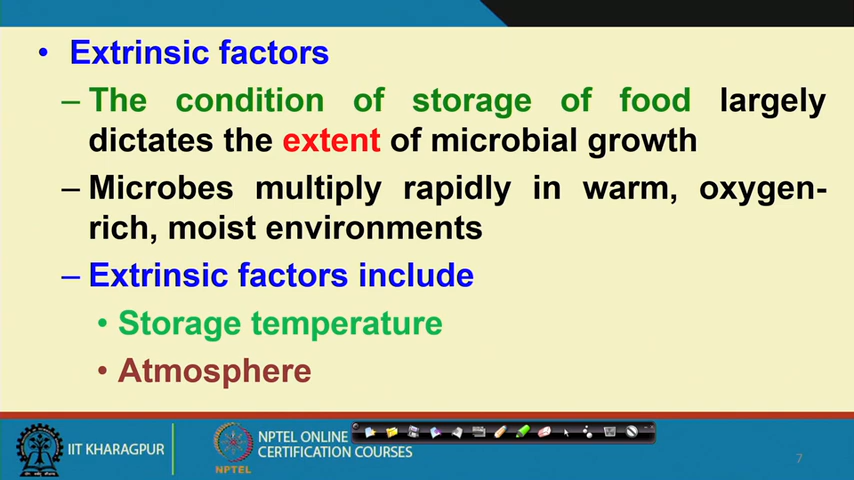 • Extrinsic factors
– The condition of storage of food largely
dictates the extent of microbial growth
– Microbes multiply rapidly in warm, oxygen-
rich, moist environments
– Extrinsic factors include
• Storage temperature
• Atmosphere
IIT KHARAGPUR
NPTEL
NPTEL ONLINE
CERTIFICATION COURSES
7